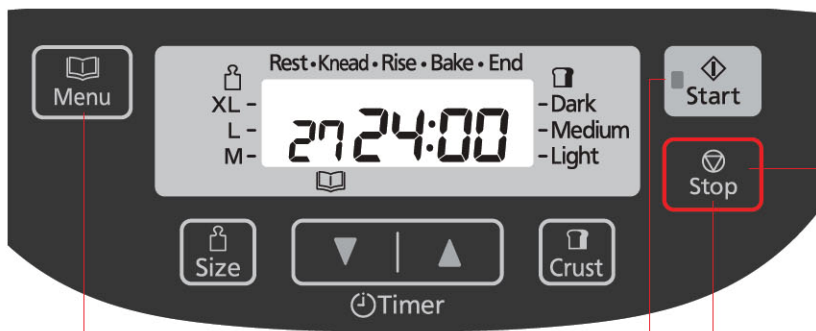 Menu
Rest • Knead • Rise • Bake • End
XL –
L –
M –
27 24:00
– Dark
– Medium
– Light
Start
Stop
Size
Crust
Timer